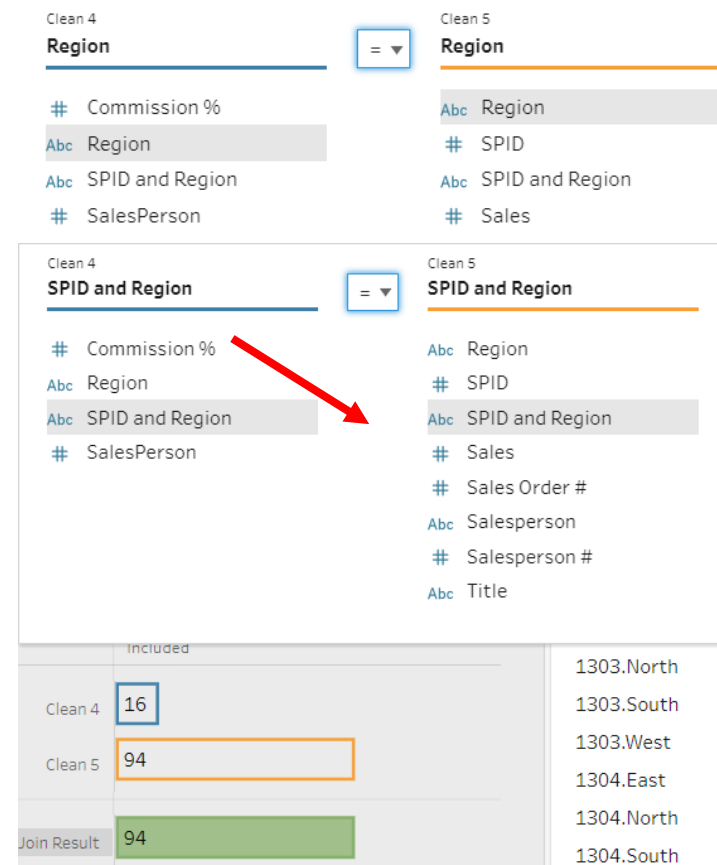 Clean 4
Region
=
Clean 5
Region
# Commission %
Abc Region
Abc SPID and Region
# SalesPerson
Abc Region
# SPID
Abc SPID and Region
# Sales
Clean 4
SPID and Region
=
Clean 5
SPID and Region
# Commission %
Abc Region
Abc SPID and Region
# SalesPerson
Abc Region
# SPID
Abc SPID and Region
# Sales
# Sales Order #
Abc Salesperson
# Salesperson #
Abc Title
Included
Clean 4 16
Clean 5 94
Join Result 94
1303.North
1303.South
1303.West
1304.East
1304.North
1304.South